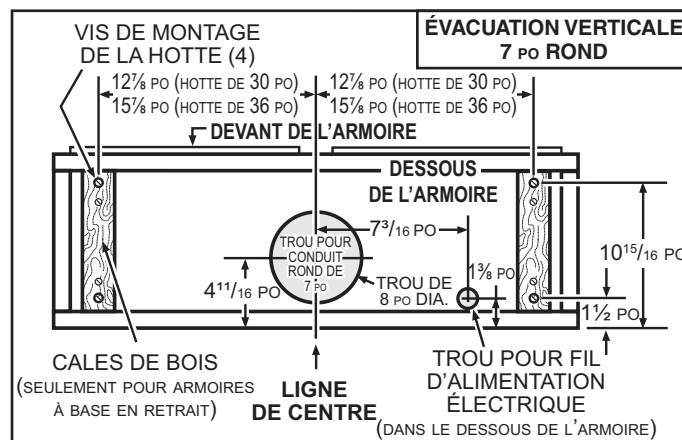 VIS DE MONTAGE
DE LA HOTTE (4)
ÉVACUATION VERTICALE
7 PO ROND
12⅞ PO (HOTTE DE 30 PO)
15⅞ PO (HOTTE DE 36 PO)
12⅞ PO (HOTTE DE 30 PO)
15⅞ PO (HOTTE DE 36 PO)
DEVANT DE L'ARMOIRE
DESSOUS
DE L'ARMOIRE
7³/16 PO
TROU POUR
CONDUIT
ROND DE
7 PO
TROU DE
8 PO DIA.
1⅜ PO
4¹¹/16 PO
10¹⁵/16 PO
1½ PO
CALES DE BOIS
(SEULEMENT POUR ARMOIRES
À BASE EN RETRAIT)
LIGNE
DE CENTRE
TROU POUR FIL
D'ALIMENTATION
ÉLECTRIQUE
(DANS LE DESSOUS DE L'ARMOIRE)